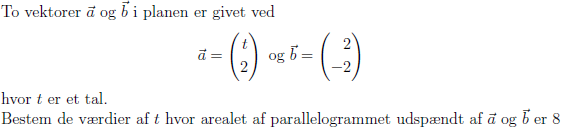 To vektorer $\vec{a}$ og $\vec{b}$ i planen er givet ved
$\vec{a} = \begin{pmatrix} t \\ 2 \end{pmatrix}$ og $\vec{b} = \begin{pmatrix} 2 \\ -2 \end{pmatrix}$
hvor $t$ er et tal.
Bestem de værdier af $t$ hvor arealet af parallelogrammet udspændt af $\vec{a}$ og $\vec{b}$ er 8